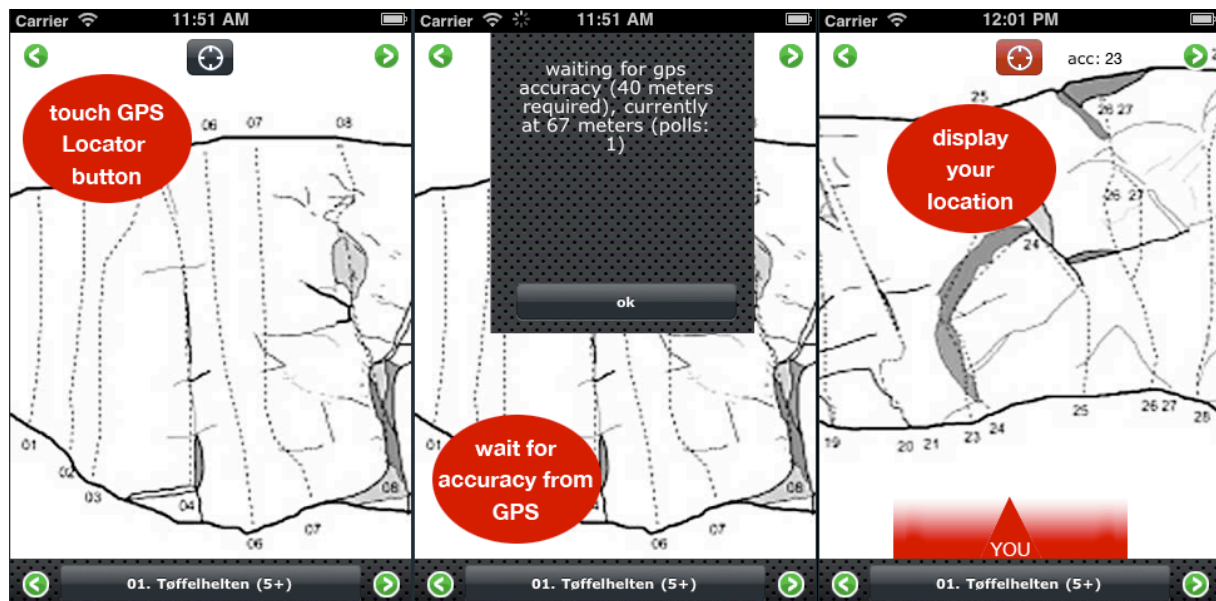 Carrier 11:51 AM
touch GPS
Locator
button
06 07 08
01
02
03
04
08
07
06
01. Tøffelhelten (5+)
Carrier 11:51 AM
waiting for gps
accuracy (40 meters
required), currently
at 67 meters (polls:
1)
ok
01
wait for
accuracy from
GPS
08
07
06
01. Tøffelhelten (5+)
Carrier 12:01 PM
acc: 23
25
26 27
display
your
location
26 27
24
19 20 21 23 24 25 26 27 28
YOU
01. Tøffelhelten (5+)